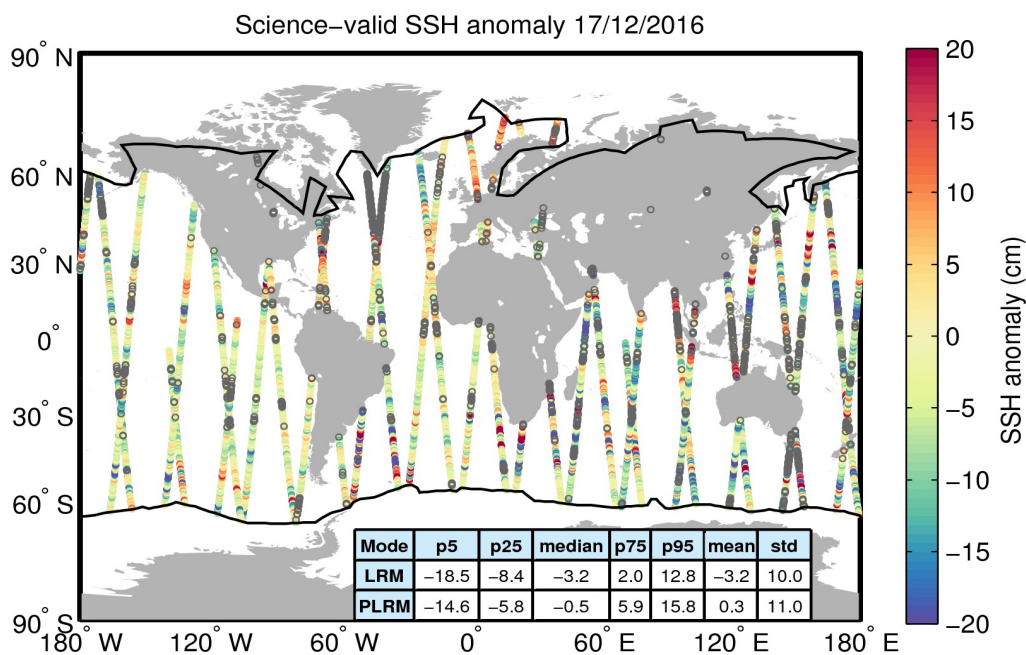 Science−valid SSH anomaly 17/12/2016
90° N
60° N
30° N
0°
30° S
60° S
90° S
180° W
120° W
60° W
0°
60° E
120° E
180° E
20
15
10
5
0
−5
−10
−15
−20
SSH anomaly (cm)
Mode p5 p25 median p75 p95 mean std
LRM −18.5 −8.4 −3.2 2.0 12.8 −3.2 10.0
PLRM −14.6 −5.8 −0.5 5.9 15.8 0.3 11.0